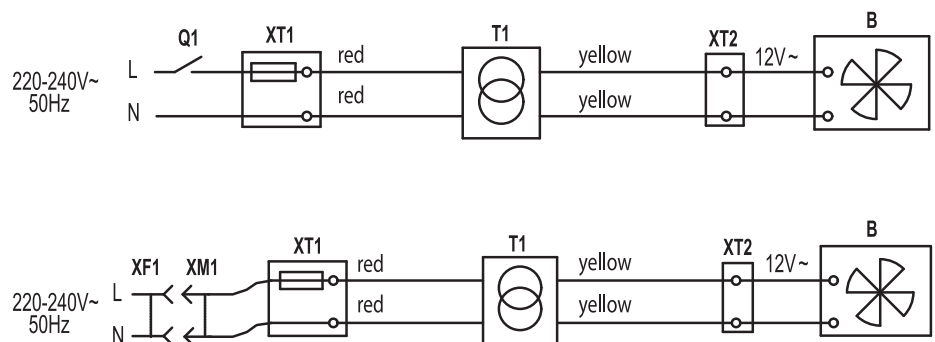 Q1 XT1 red T1 yellow XT2 12V~ B
220-240V~ L
50Hz N red yellow
XF1 XM1 XT1 red T1 yellow XT2 12V~ B
220-240V~ L
50Hz N red yellow